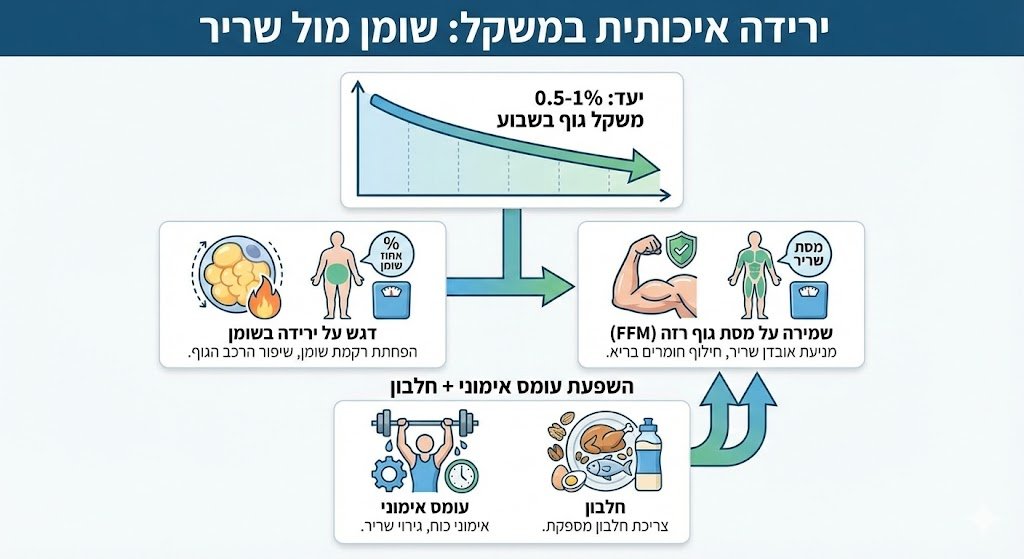 ירידה איכותית במשקל: שומן מול שריר
יעד: 0.5-1%
משקל גוף בשבוע
%
אחוז
שומן
דגש על ירידה בשומן
הפחתת רקמת שומן, שיפור הרכב הגוף.
מסת
שריר
שמירה על מסת גוף רזה (FFM)
מניעת אובדן שריר, חילוף חומרים בריא.
השפעת עומס אימוני + חלבון
עומס אימוני
אימוני כוח, גירוי שריר.
חלבון
צריכת חלבון מספקת.